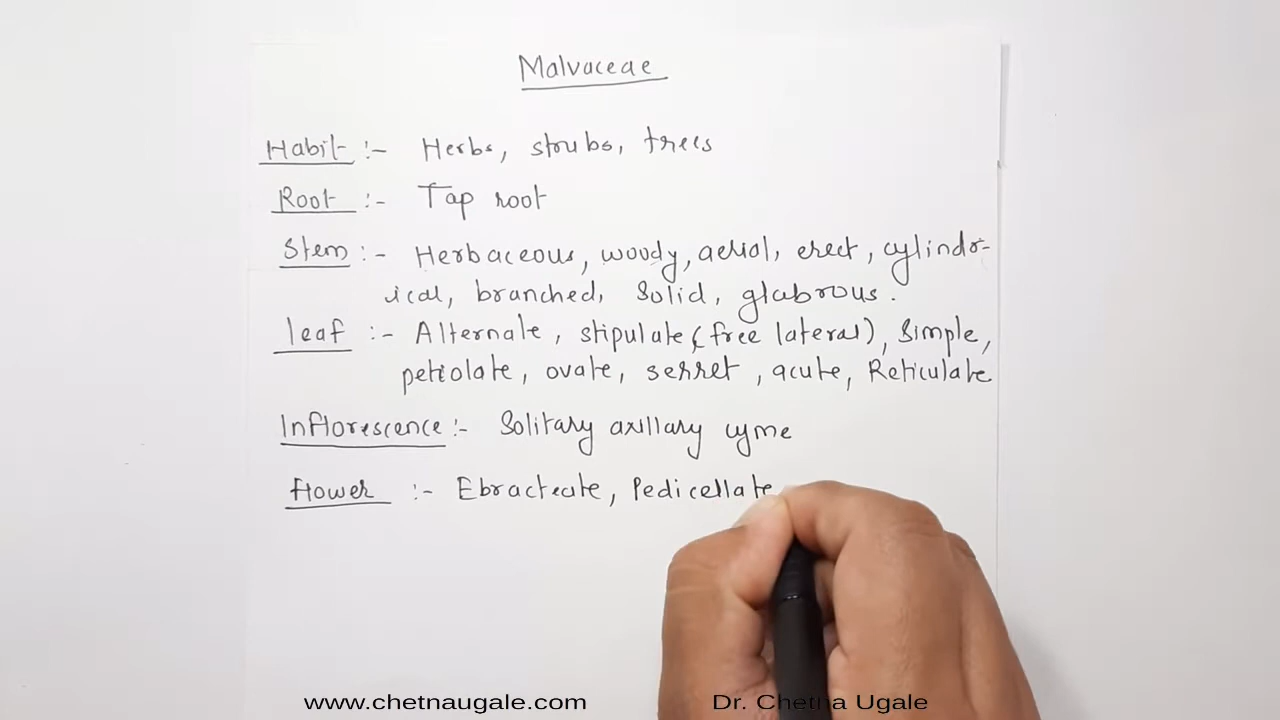 Malvaceae
Habit :- Herbs, strubs, trees
Root :- Tap root
Stem :- Herbaceous, woody, aerial, erect, cylindr-
ical, branched, Solid, glabrous.
leaf :- Alternate, stipulate (free lateral), Simple,
petiolate, ovate, serret, acute, Reticulate
Inflorescence :- Solitary axillary cyme
flower :- Ebracteate, Pedicellate
www.chetnaugale.com Dr. Chetna Ugale